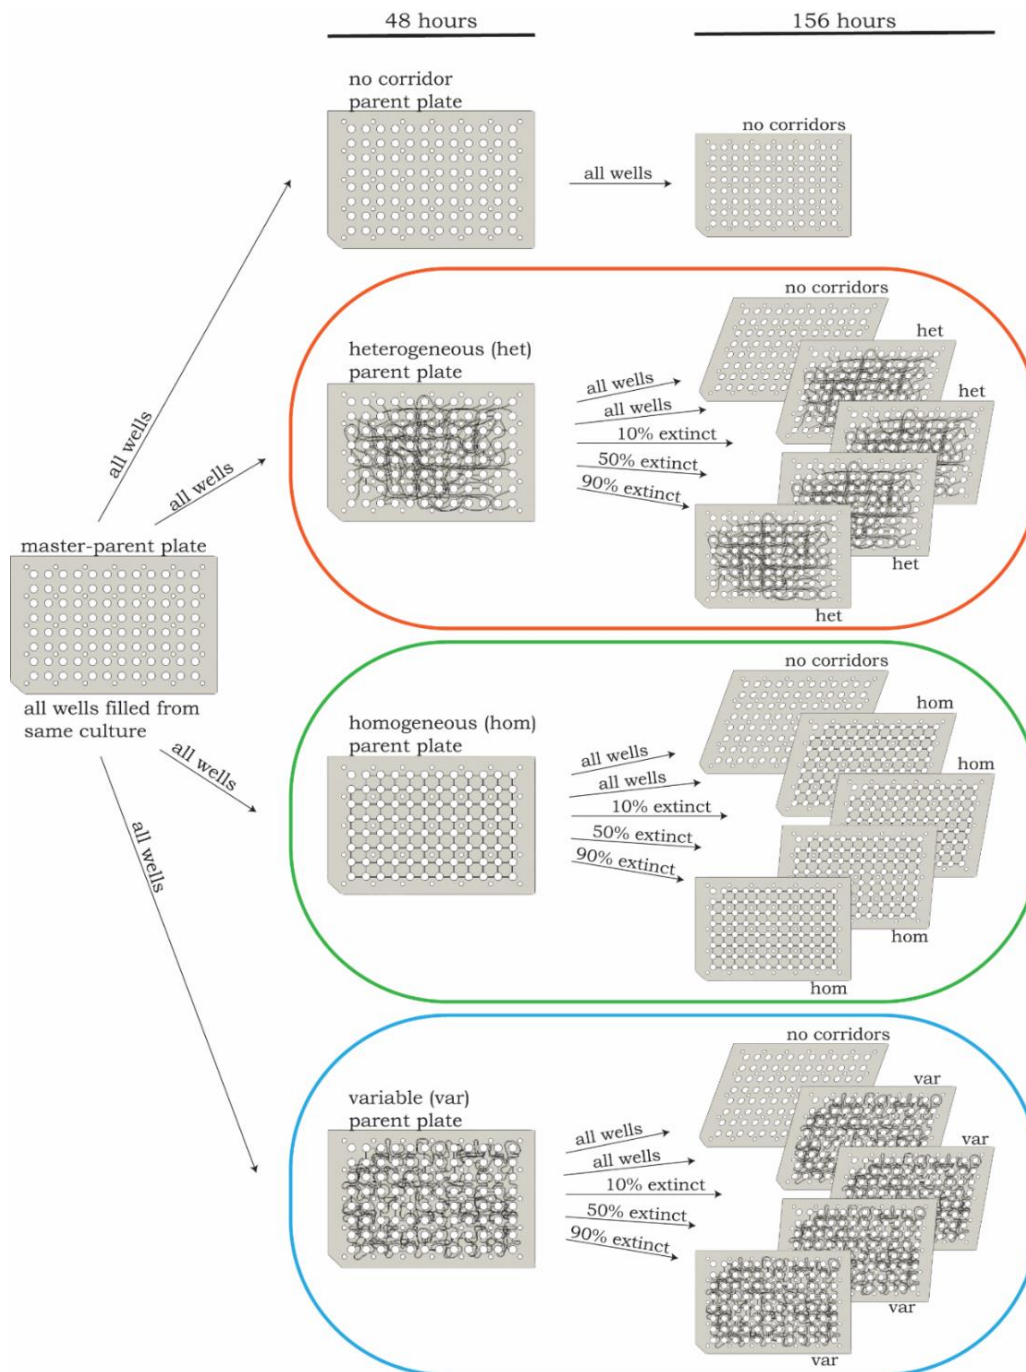 48 hours
156 hours
no corridor
parent plate
no corridors
all wells
all wells
no corridors
heterogeneous (het)
parent plate
het
het
all wells
all wells
10% extinct
50% extinct
90% extinct
het
het
all wells
master-parent plate
all wells filled from
same culture
all wells
all wells
no corridors
homogeneous (hom)
parent plate
hom
hom
all wells
all wells
10% extinct
50% extinct
90% extinct
hom
hom
no corridors
variable (var)
parent plate
var
var
all wells
all wells
10% extinct
50% extinct
90% extinct
var
var